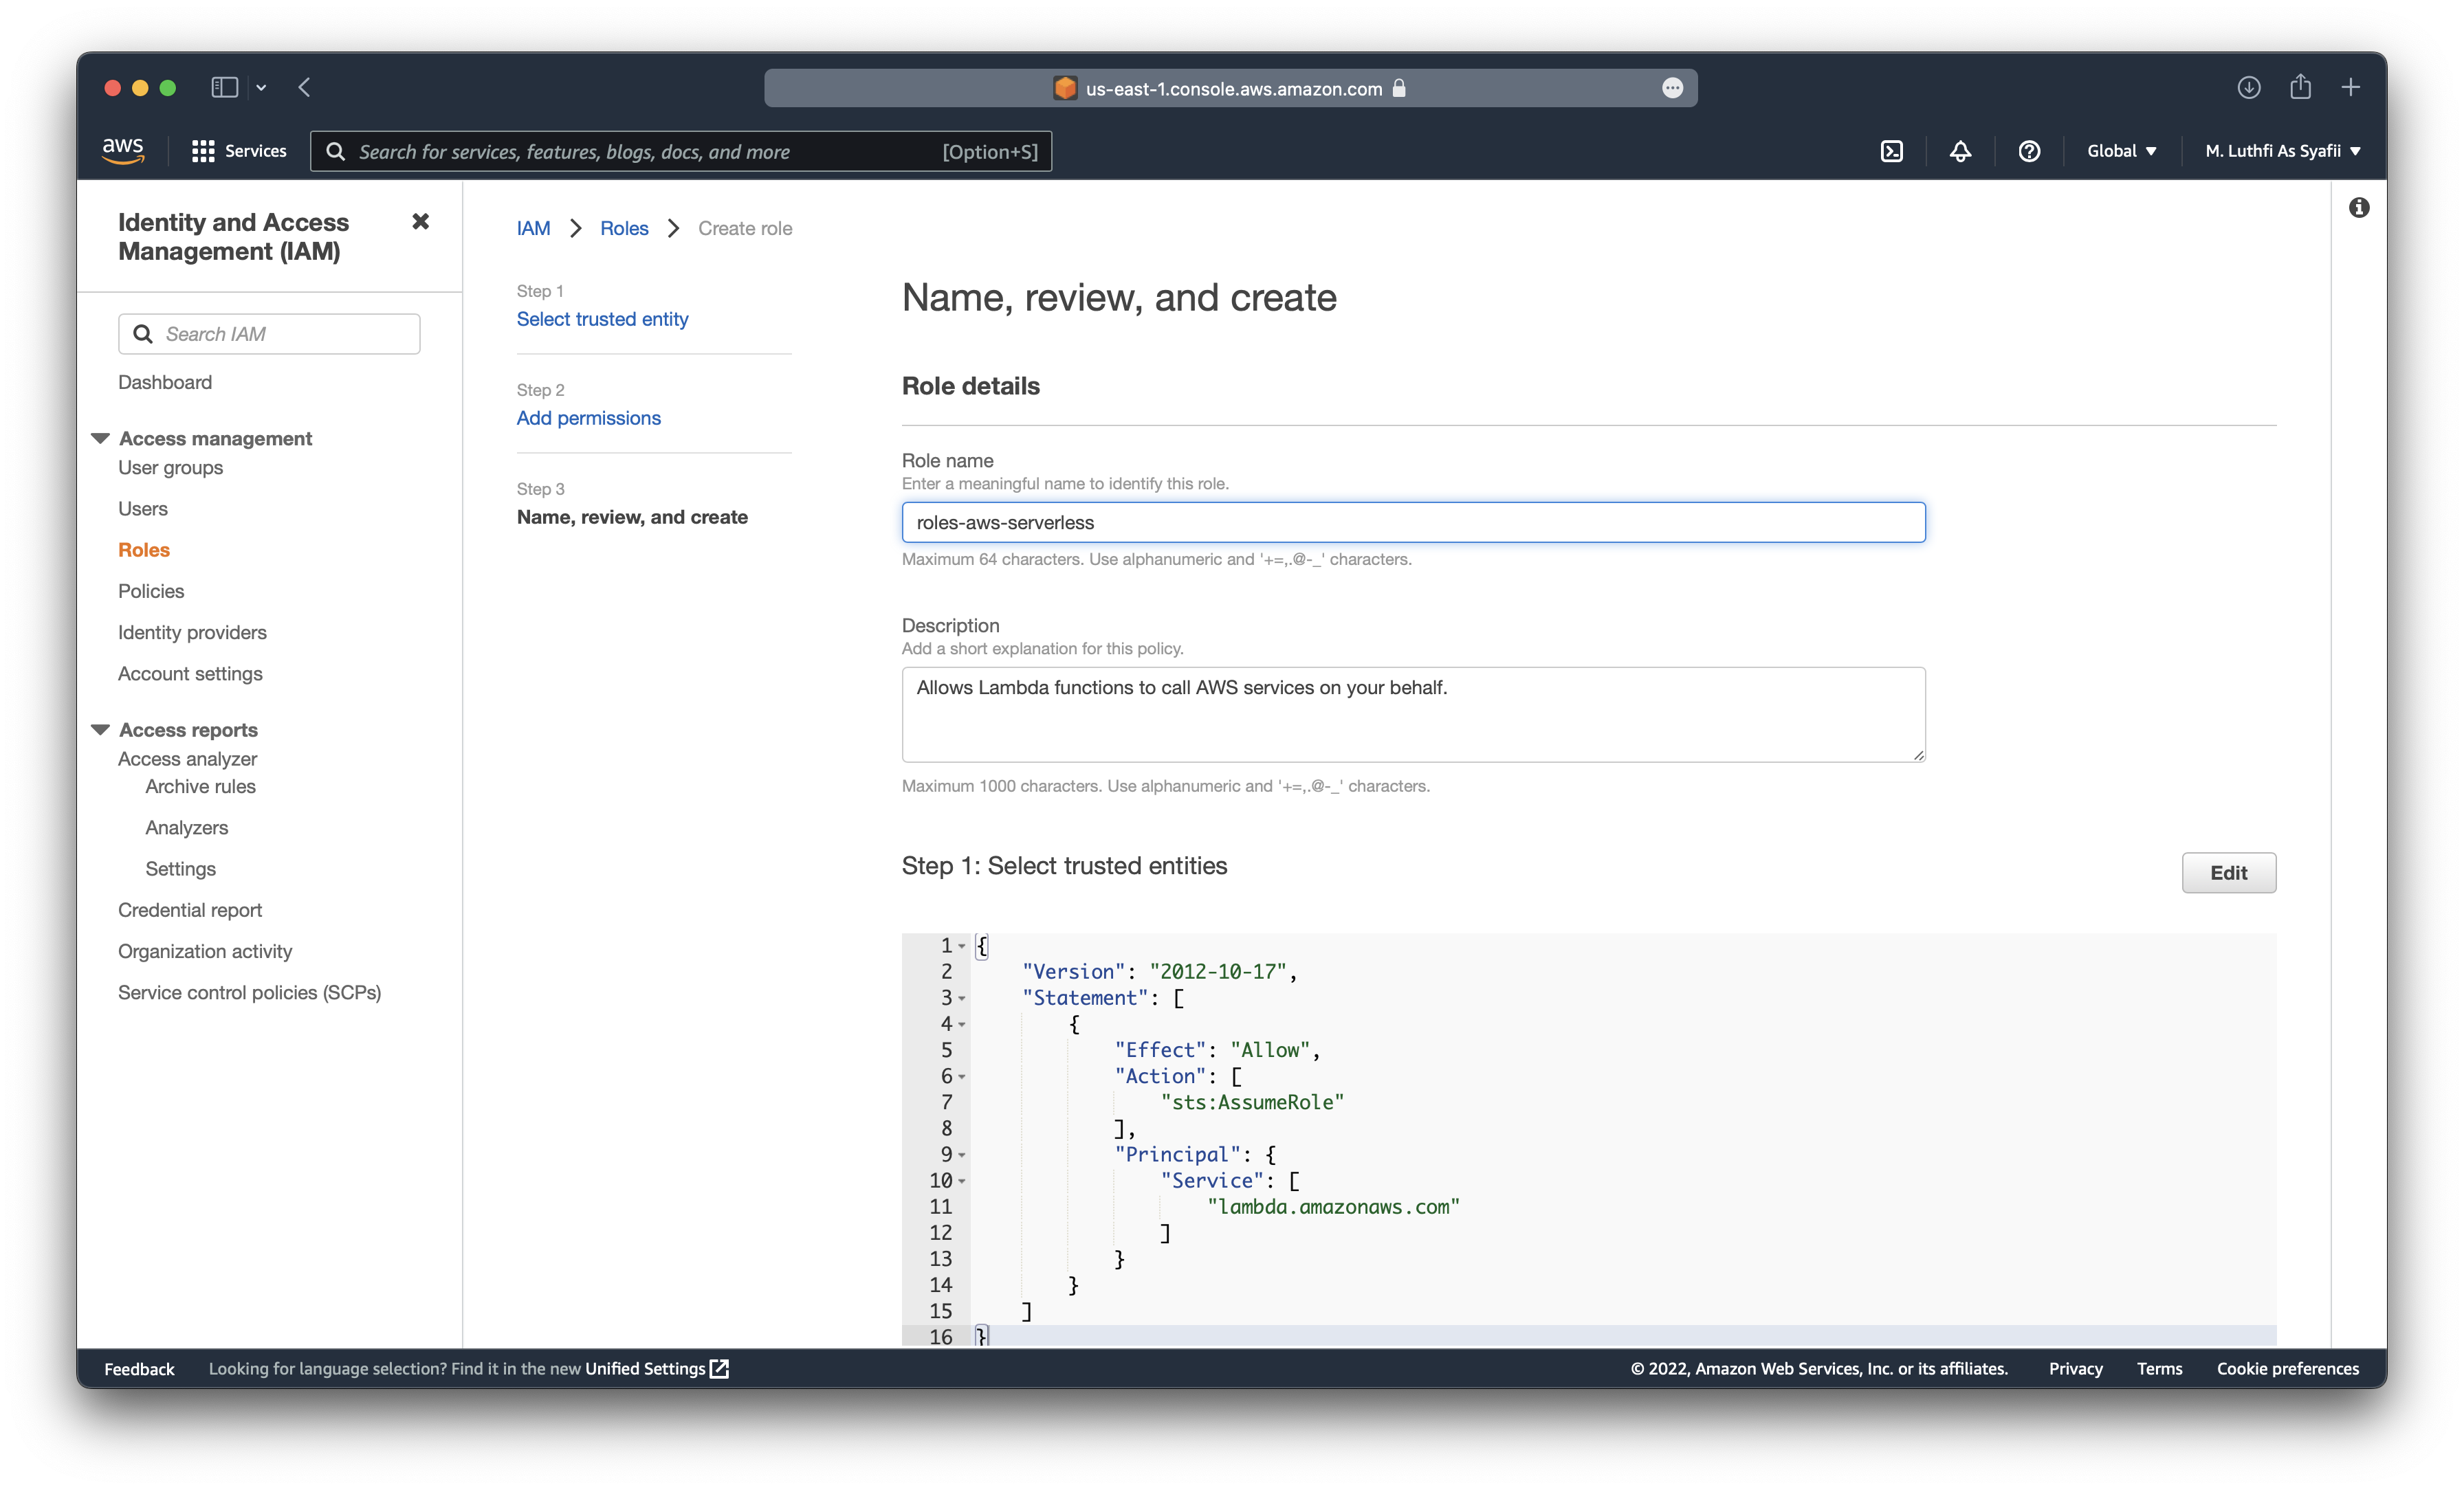 us-east-1.console.aws.amazon.com
aws
Services
Search for services, features, blogs, docs, and more
[Option+S]
Global
M. Luthfi As Syafii
Identity and Access
Management (IAM)
Search IAM
Dashboard
Access management
User groups
Users
Roles
Policies
Identity providers
Account settings
Access reports
Access analyzer
Archive rules
Analyzers
Settings
Credential report
Organization activity
Service control policies (SCPs)
IAM > Roles > Create role
Step 1
Select trusted entity
Step 2
Add permissions
Step 3
Name, review, and create
Name, review, and create
Role details
Role name
Enter a meaningful name to identify this role.
roles-aws-serverless
Maximum 64 characters. Use alphanumeric and '+=,.@-_' characters.
Description
Add a short explanation for this policy.
Allows Lambda functions to call AWS services on your behalf.
Maximum 1000 characters. Use alphanumeric and '+=,.@-_' characters.
Step 1: Select trusted entities
Edit
1 {
2     "Version": "2012-10-17",
3     "Statement": [
4         {
5             "Effect": "Allow",
6             "Action": [
7                 "sts:AssumeRole"
8             ],
9             "Principal": {
10                 "Service": [
11                     "lambda.amazonaws.com"
12                 ]
13             }
14         }
15     ]
16 }
Feedback
Looking for language selection? Find it in the new Unified Settings
© 2022, Amazon Web Services, Inc. or its affiliates.
Privacy
Terms
Cookie preferences